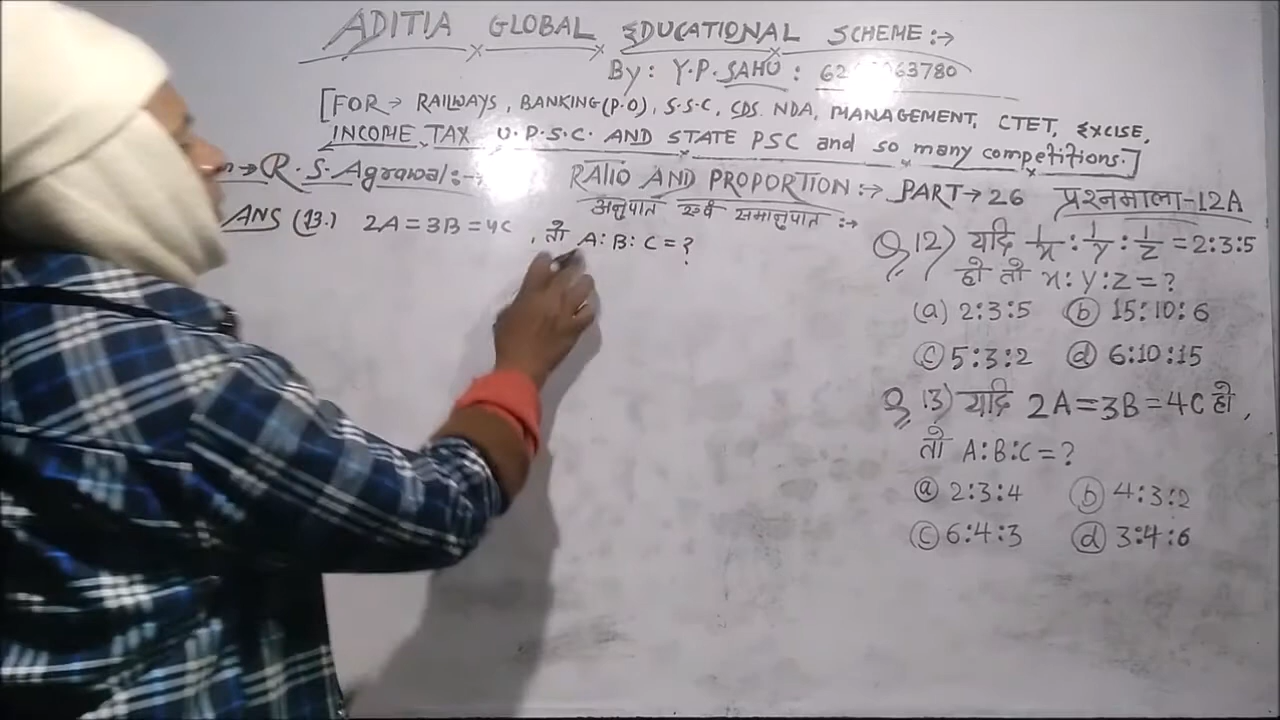 ADITIA GLOBAL EDUCATIONAL SCHEME :→
By: Y.P. SAHU : 62 63780
[FOR → RAILWAYS, BANKING(P.O), S.S.C, CDS. NDA, MANAGEMENT, CTET, EXCISE,
INCOME TAX U.P.S.C. AND STATE PSC and so many competitions.]
R.S. Agrawal :→ RATIO AND PROPORTION :→ PART → 26 प्रश्नमाला-12A
अनुपात एवं समानुपात :→
ANS (13.) 2A = 3B = 4C , तो A : B : C = ?
Q. 12) यदि 1/x : 1/y : 1/z = 2:3:5
हो तो x : y : z = ?
(a) 2:3:5 (b) 15:10:6
(c) 5:3:2 (d) 6:10:15
Q. 13) यदि 2A = 3B = 4C हो ,
तो A:B:C = ?
(a) 2:3:4 (b) 4:3:2
(c) 6:4:3 (d) 3:4:6